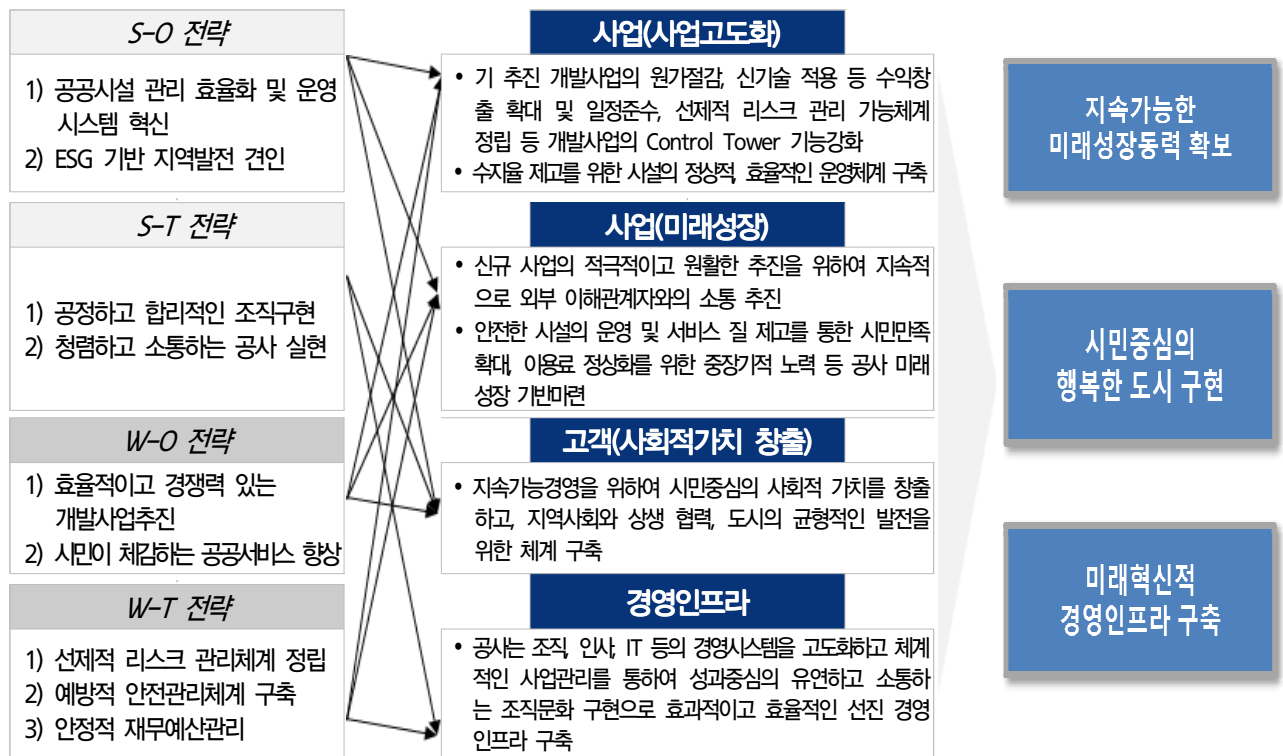 S-O 전략
1) 공공시설 관리 효율화 및 운영
시스템 혁신
2) ESG 기반 지역발전 견인
S-T 전략
1) 공정하고 합리적인 조직구현
2) 청렴하고 소통하는 공사 실현
W-O 전략
1) 효율적이고 경쟁력 있는
개발사업추진
2) 시민이 체감하는 공공서비스 향상
W-T 전략
1) 선제적 리스크 관리체계 정립
2) 예방적 안전관리체계 구축
3) 안정적 재무예산관리
사업(사업고도화)
• 기 추진 개발사업의 원가절감, 신기술 적용 등 수익창
출 확대 및 일정준수, 선제적 리스크 관리 가능체계
정립 등 개발사업의 Control Tower 기능강화
• 수지율 제고를 위한 시설의 정상적, 효율적인 운영체계 구축
사업(미래성장)
• 신규 사업의 적극적이고 원활한 추진을 위하여 지속적
으로 외부 이해관계자와의 소통 추진
• 안전한 시설의 운영 및 서비스 질 제고를 통한 시민만족
확대, 이용료 정상화를 위한 중장기적 노력 등 공사 미래
성장 기반마련
고객(사회적가치 창출)
• 지속가능경영을 위하여 시민중심의 사회적 가치를 창출
하고, 지역사회와 상생 협력, 도시의 균형적인 발전을
위한 체계 구축
경영인프라
• 공사는 조직, 인사, IT 등의 경영시스템을 고도화하고 체계
적인 사업관리를 통하여 성과중심의 유연하고 소통하
는 조직문화 구현으로 효과적이고 효율적인 선진 경영
인프라 구축
지속가능한
미래성장동력 확보
시민중심의
행복한 도시 구현
미래혁신적
경영인프라 구축